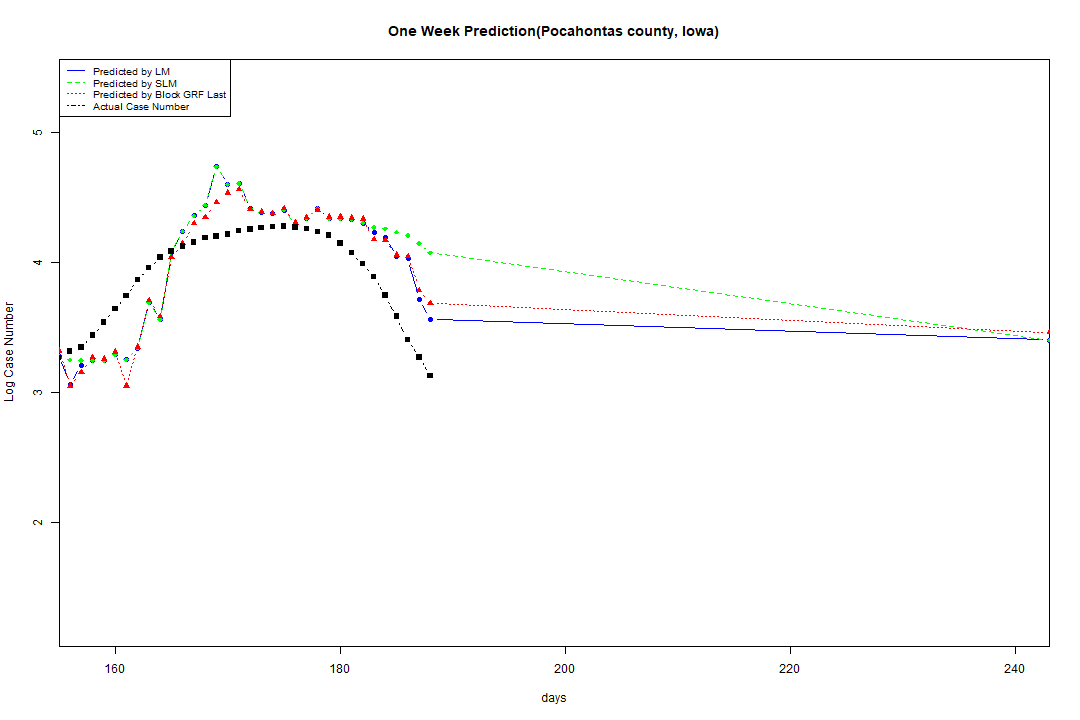 One Week Prediction(Pocahontas county, Iowa)
Predicted by LM
Predicted by SLM
Predicted by Block GRF Last
Actual Case Number
5
4
3
2
Log Case Number
160 180 200 220 240
days